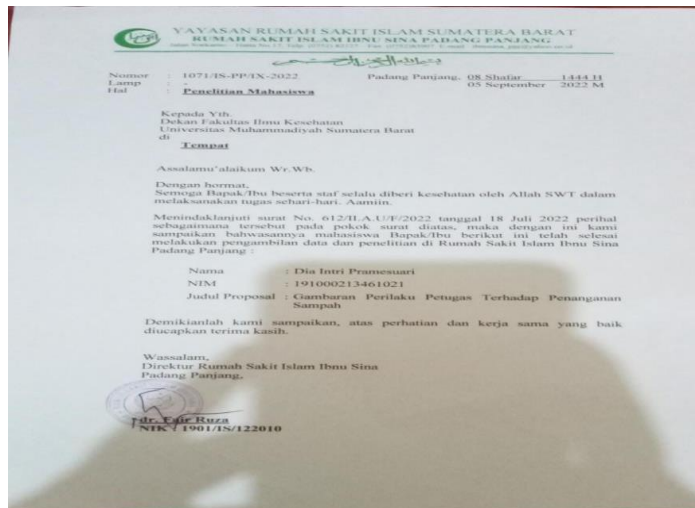 YAYASAN RUMAH SAKIT ISLAM SUMATERA BARAT
RUMAH SAKIT ISLAM IBNU SINA PADANG PANJANG
Nomor : 1071/IS-PP/IX-2022 Padang Panjang, 08 Shafar 1444 H
Lamp : - 05 September 2022 M
Hal : Penelitian Mahasiswa
Kepada Yth.
Dekan Fakultas Ilmu Kesehatan
Universitas Muhammadiyah Sumatera Barat
di
Tempat
Assalamu'alaikum Wr.Wb.
Dengan hormat,
Semoga Bapak/Ibu beserta staf selalu diberi kesehatan oleh Allah SWT dalam
melaksanakan tugas sehari-hari. Aamiin.
Menindaklanjuti surat No. 612/II.A.U/F/2022 tanggal 18 Juli 2022 perihal
sebagaimana tersebut pada pokok surat diatas, maka dengan ini kami
sampaikan bahwasannya mahasiswa Bapak/Ibu berikut ini telah selesai
melakukan pengambilan data dan penelitian di Rumah Sakit Islam Ibnu Sina
Padang Panjang :
Nama : Dia Intri Pramesuari
NIM : 191000213461021
Judul Proposal : Gambaran Perilaku Petugas Terhadap Penanganan
Sampah
Demikianlah kami sampaikan, atas perhatian dan kerja sama yang baik
diucapkan terima kasih.
Wassalam,
Direktur Rumah Sakit Islam Ibnu Sina
Padang Panjang,
dr. Fair Ruza
NIK 1901/IS/122010